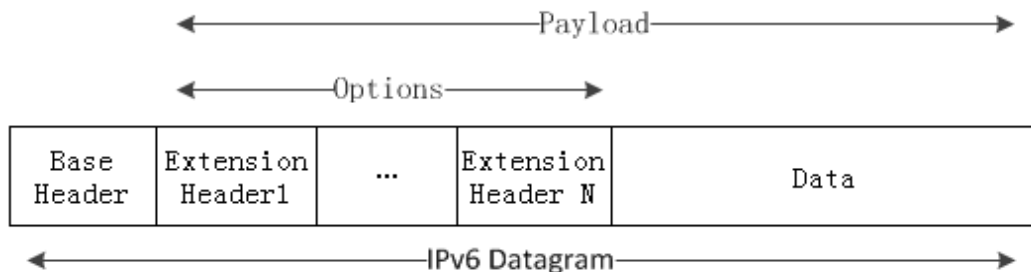 Payload
Options
Base Header
Extension Header1
...
Extension Header N
Data
IPv6 Datagram